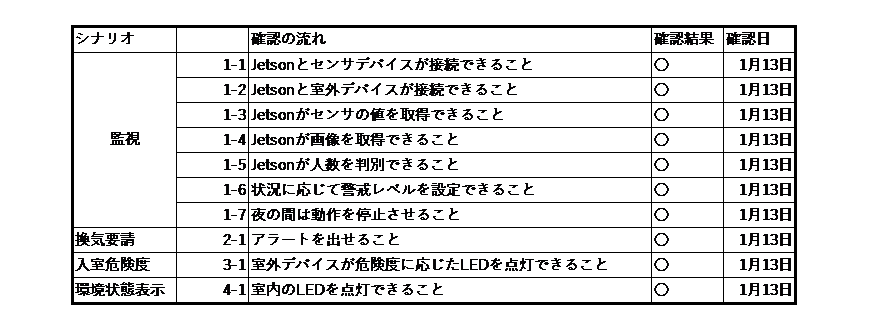 シナリオ 確認の流れ 確認結果 確認日
1-1 Jetsonとセンサデバイスが接続できること ○ 1月13日
1-2 Jetsonと室外デバイスが接続できること ○ 1月13日
1-3 Jetsonがセンサの値を取得できること ○ 1月13日
監視 1-4 Jetsonが画像を取得できること ○ 1月13日
1-5 Jetsonが人数を判別できること ○ 1月13日
1-6 状況に応じて警戒レベルを設定できること ○ 1月13日
1-7 夜の間は動作を停止させること ○ 1月13日
換気要請 2-1 アラートを出せること ○ 1月13日
入室危険度 3-1 室外デバイスが危険度に応じたLEDを点灯できること ○ 1月13日
環境状態表示 4-1 室内のLEDを点灯できること ○ 1月13日